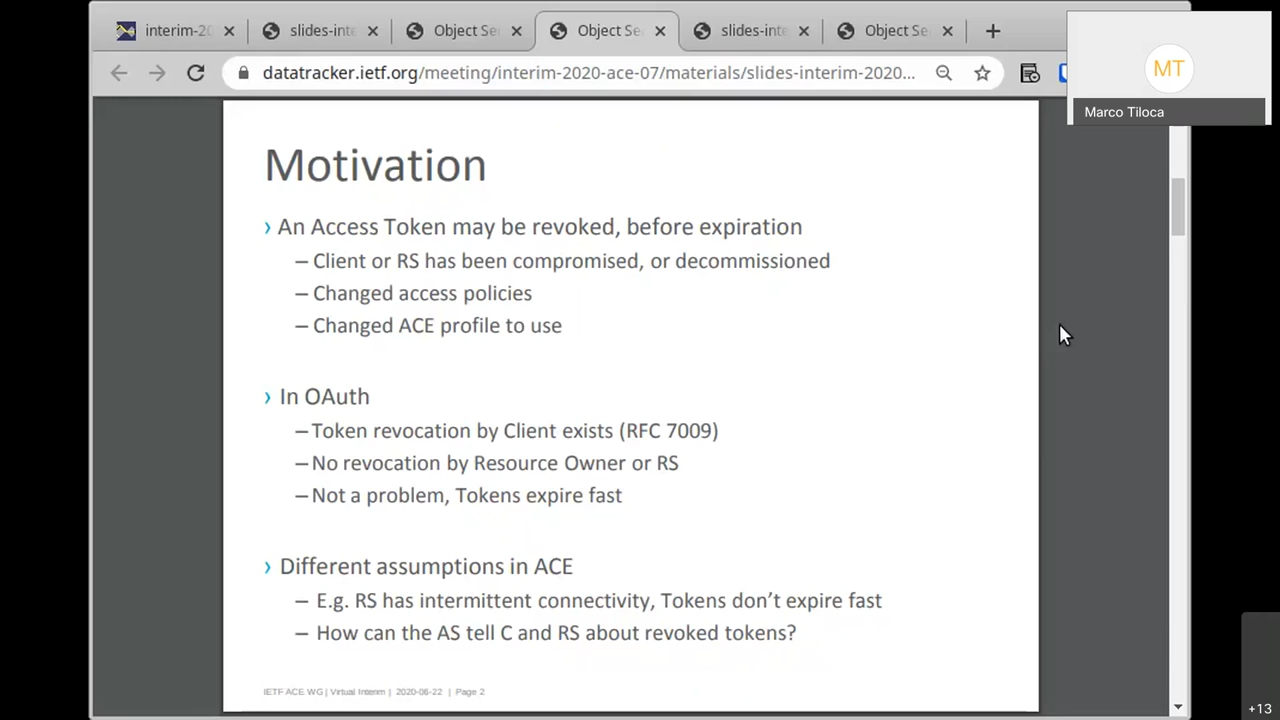 interim-20
slides-inte
Object Se
Object Se
slides-inte
Object Se
datatracker.ietf.org/meeting/interim-2020-ace-07/materials/slides-interim-2020...
MT
Marco Tiloca
Motivation
› An Access Token may be revoked, before expiration
– Client or RS has been compromised, or decommissioned
– Changed access policies
– Changed ACE profile to use
› In OAuth
– Token revocation by Client exists (RFC 7009)
– No revocation by Resource Owner or RS
– Not a problem, Tokens expire fast
› Different assumptions in ACE
– E.g. RS has intermittent connectivity, Tokens don’t expire fast
– How can the AS tell C and RS about revoked tokens?
IETF ACE WG | Virtual Interim | 2020-06-22 | Page 2
+13